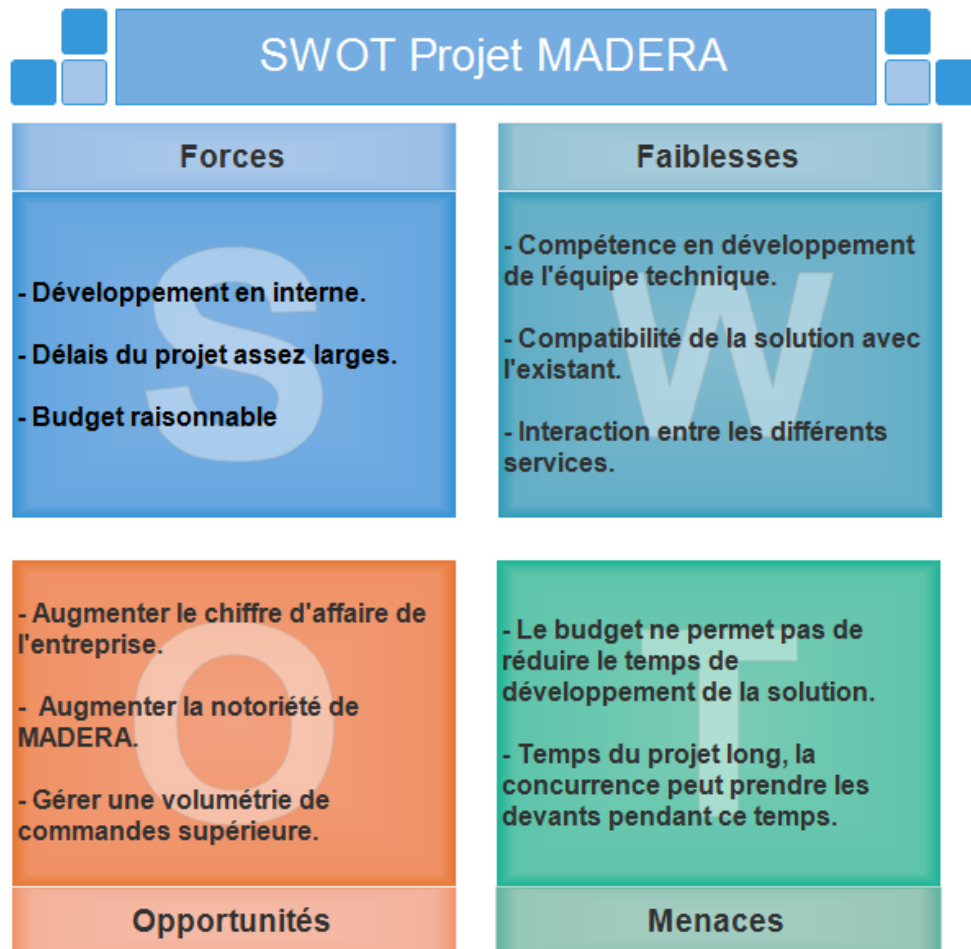 SWOT Projet MADERA
Forces
S
- Développement en interne.
- Délais du projet assez larges.
- Budget raisonnable
Faiblesses
W
- Compétence en développement
de l'équipe technique.
- Compatibilité de la solution avec
l'existant.
- Interaction entre les différents
services.
O
- Augmenter le chiffre d'affaire de
l'entreprise.
- Augmenter la notoriété de
MADERA.
- Gérer une volumétrie de
commandes supérieure.
Opportunités
T
- Le budget ne permet pas de
réduire le temps de
développement de la solution.
- Temps du projet long, la
concurrence peut prendre les
devants pendant ce temps.
Menaces